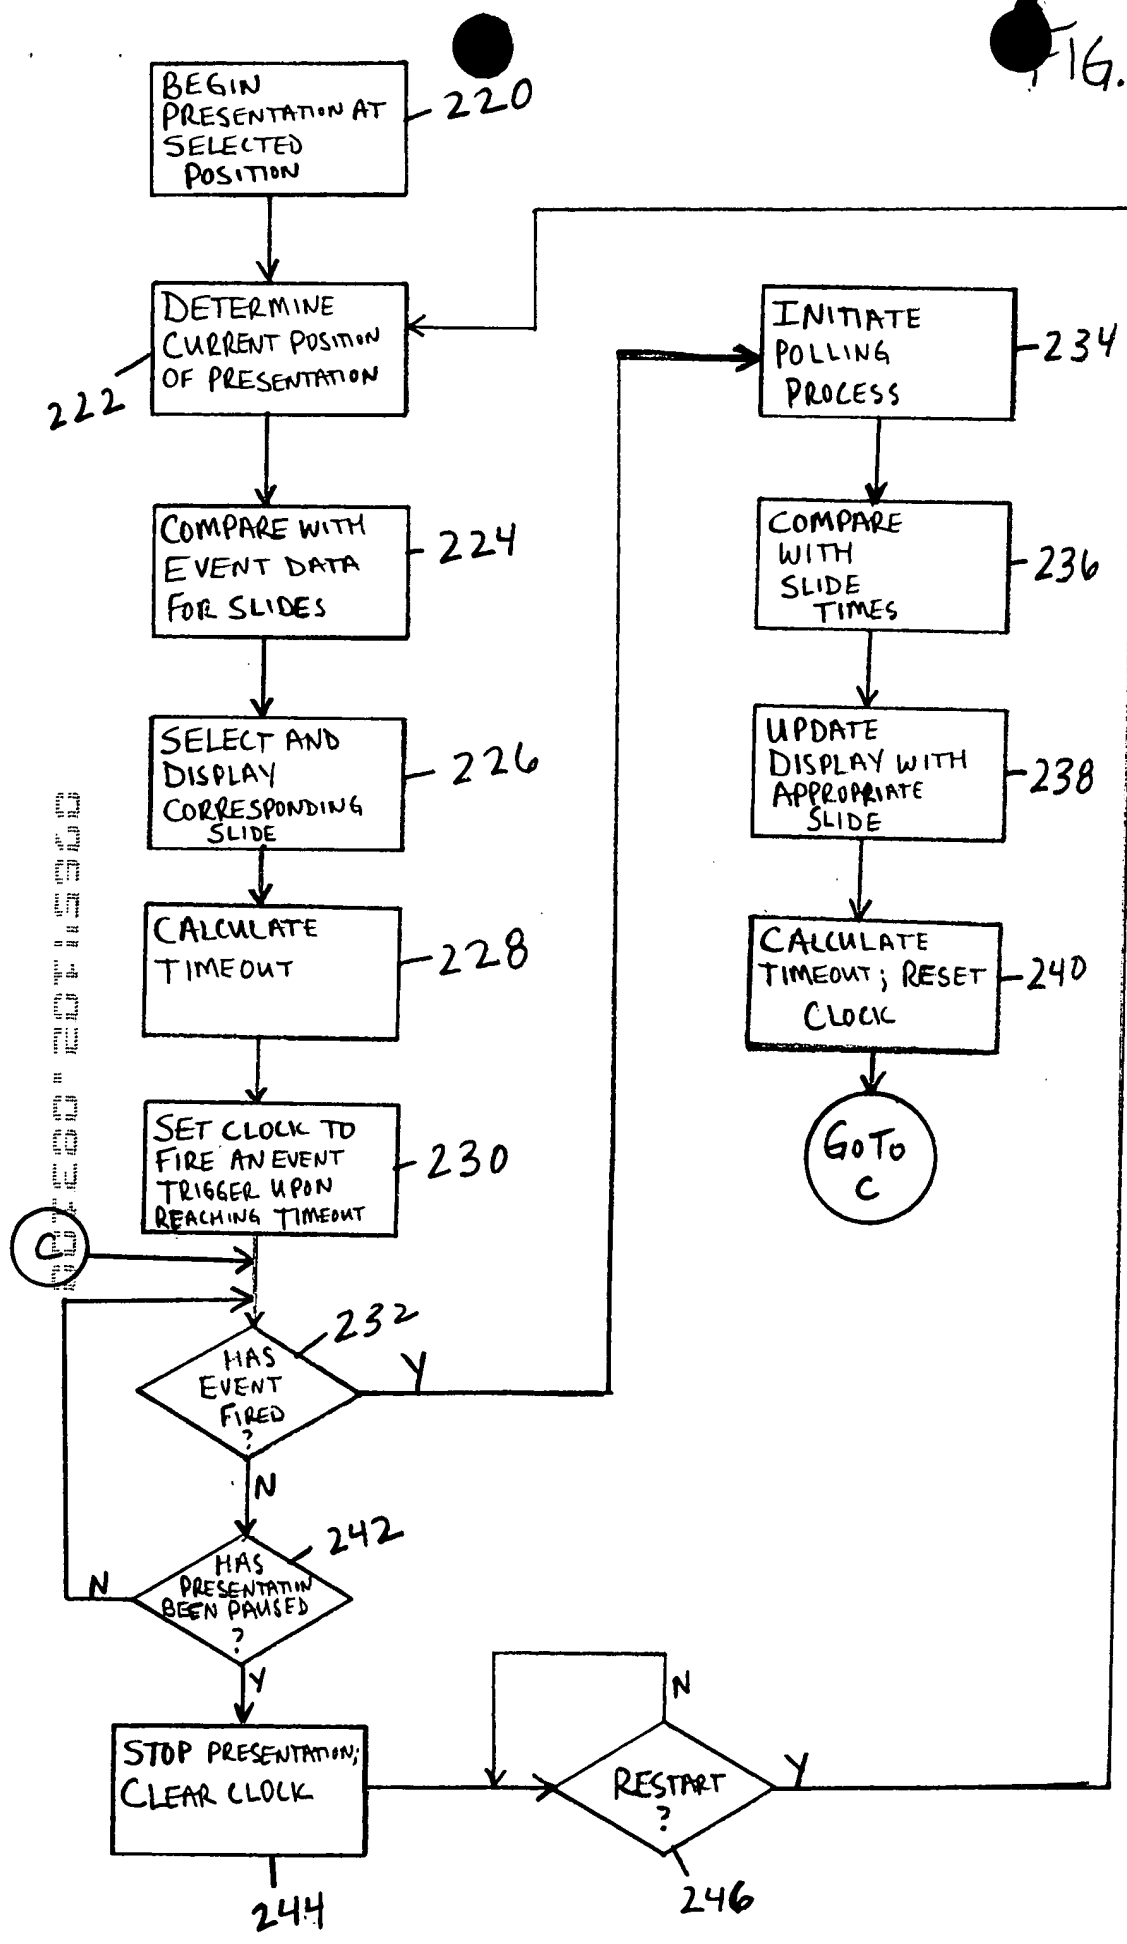 FIG.
BEGIN
PRESENTATION AT
SELECTED
POSITION
220
DETERMINE
CURRENT POSITION
OF PRESENTATION
222
COMPARE WITH
EVENT DATA
FOR SLIDES
224
SELECT AND
DISPLAY
CORRESPONDING
SLIDE
226
CALCULATE
TIMEOUT
228
SET CLOCK TO
FIRE AN EVENT
TRIGGER UPON
REACHING TIMEOUT
230
C
HAS
EVENT
FIRED
?
232
Y
N
HAS
PRESENTATION
BEEN PAUSED
?
242
N
Y
STOP PRESENTATION;
CLEAR CLOCK
244
RESTART
?
246
N
Y
INITIATE
POLLING
PROCESS
234
COMPARE
WITH
SLIDE
TIMES
236
UPDATE
DISPLAY WITH
APPROPRIATE
SLIDE
238
CALCULATE
TIMEOUT; RESET
CLOCK
240
GO TO
C